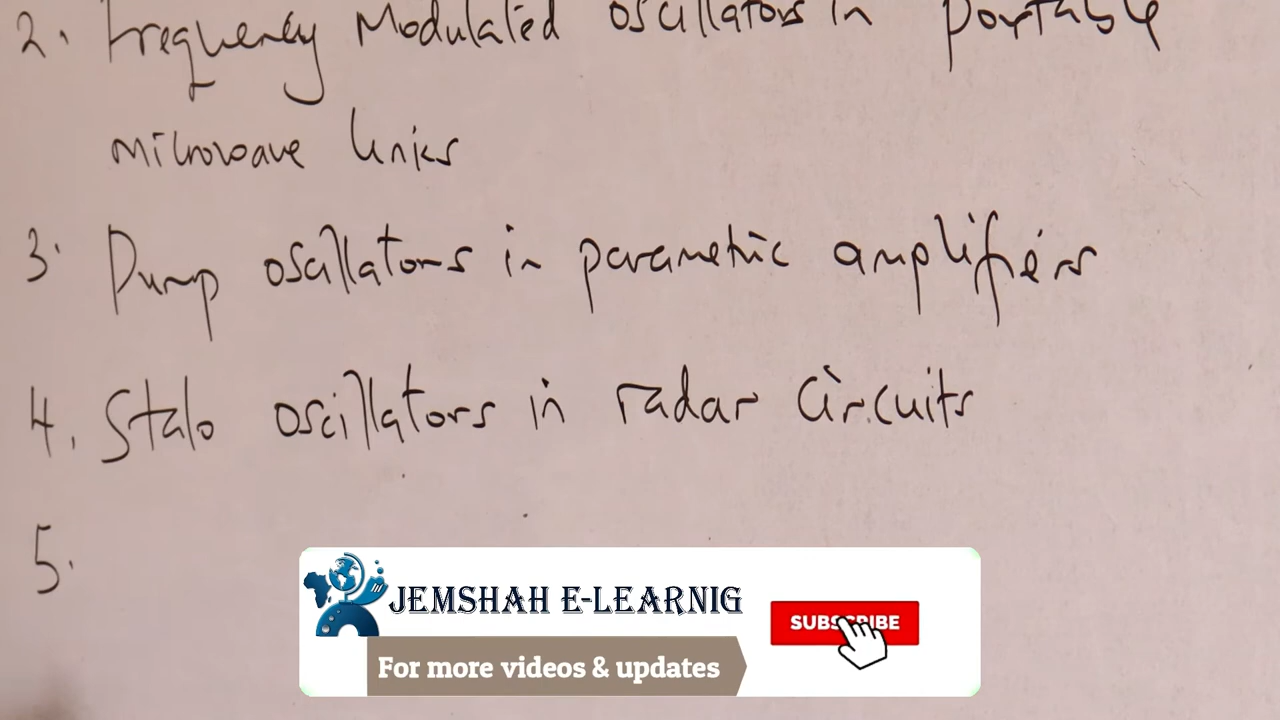 2. Frequency Modulated oscillators in portable
microwave links
3. Pump oscillators in parametric amplifiers
4. Stalo oscillators in radar circuits
5.
JEMSHAH E-LEARNIG
SUBSCRIBE
For more videos & updates